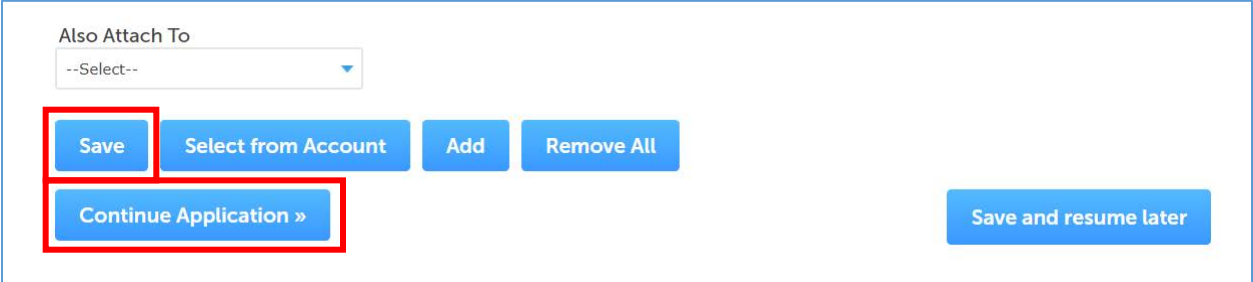 Also Attach To
--Select--
Save Select from Account Add Remove All
Continue Application » Save and resume later